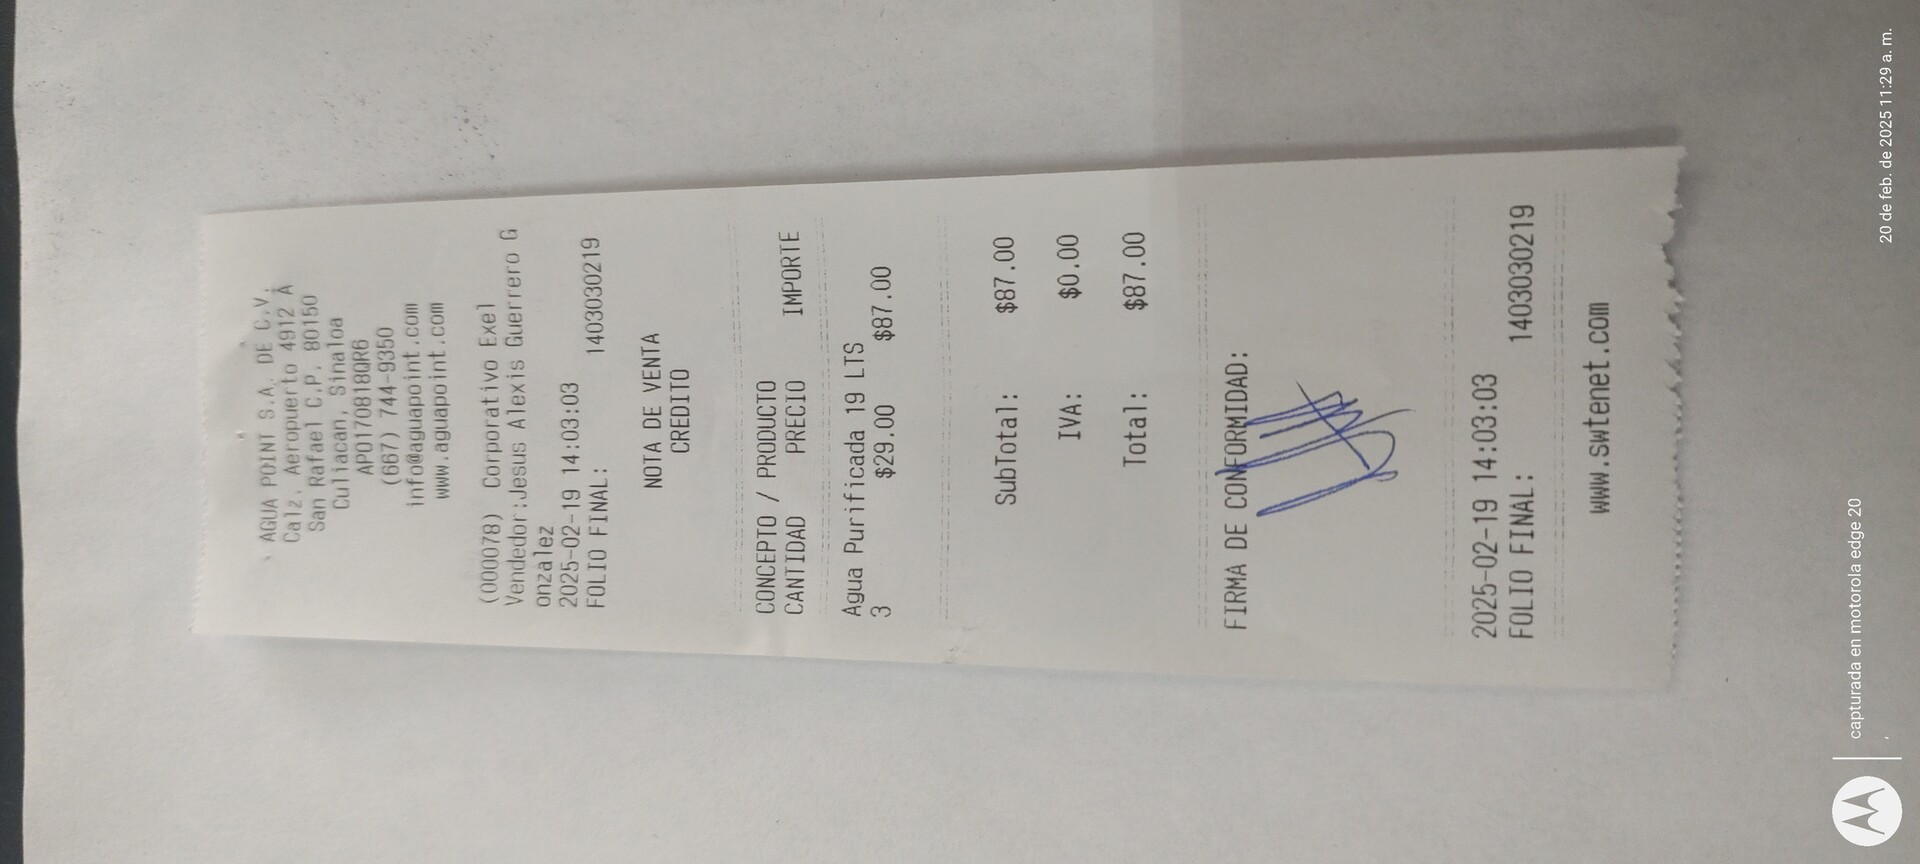 AGUA POINT S.A. DE C.V.
Calz. Aeropuerto 4912 A
San Rafael C.P. 80150
Culiacan, Sinaloa
APO170818QR6
(667) 744-9350
info@aguapoint.com
www.aguapoint.com
(000078) Corporativo Exel
Vendedor:Jesus Alexis Guerrero G
onzalez
2025-02-19 14:03:03
FOLIO FINAL: 1403030219
NOTA DE VENTA
CREDITO
CONCEPTO / PRODUCTO
CANTIDAD PRECIO IMPORTE
Agua Purificada 19 LTS
3 $29.00 $87.00
SubTotal: $87.00
IVA: $0.00
Total: $87.00
FIRMA DE CONFORMIDAD:
2025-02-19 14:03:03
FOLIO FINAL: 1403030219
www.swtenet.com
capturada en motorola edge 20
,
20 de feb. de 2025 11:29 a. m.